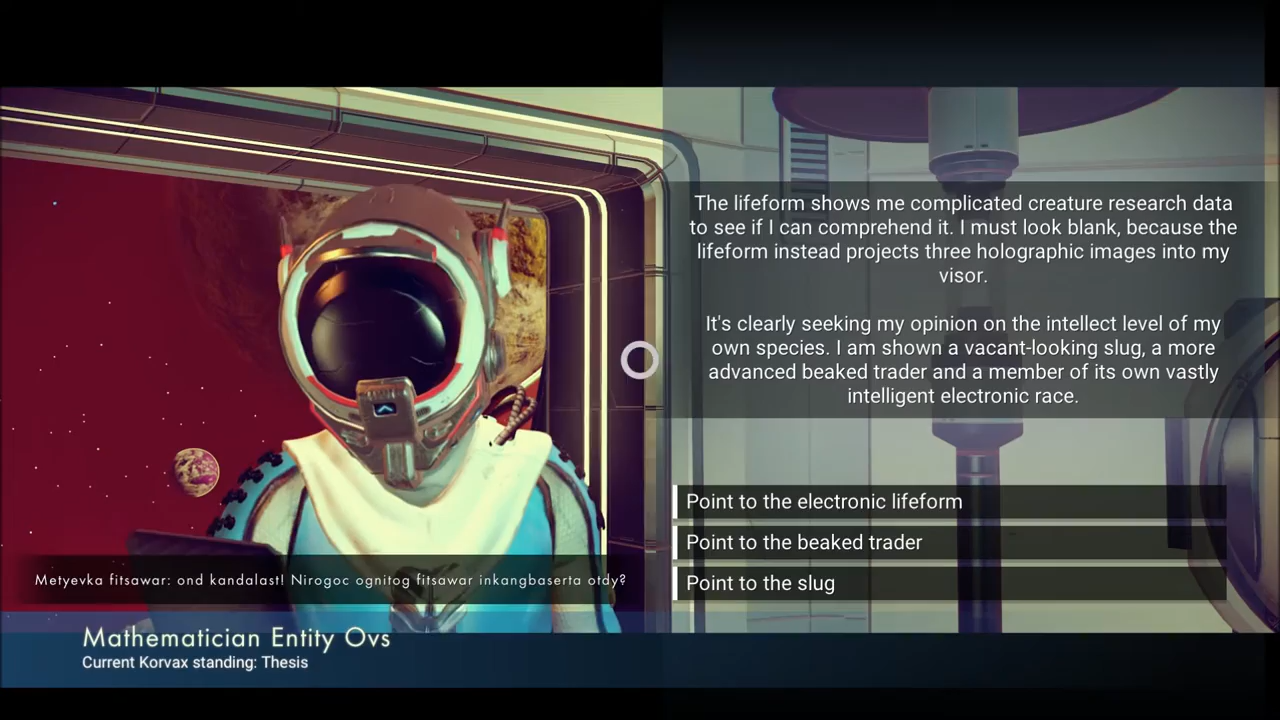 The lifeform shows me complicated creature research data
to see if I can comprehend it. I must look blank, because the
lifeform instead projects three holographic images into my
visor.
It's clearly seeking my opinion on the intellect level of my
own species. I am shown a vacant-looking slug, a more
advanced beaked trader and a member of its own vastly
intelligent electronic race.
Point to the electronic lifeform
Point to the beaked trader
Point to the slug
Metyevka fitsawar: ond kandalast! Nirogoc ognitog fitsawar inkangbaserta otdy?
Mathematician Entity Ovs
Current Korvax standing: Thesis